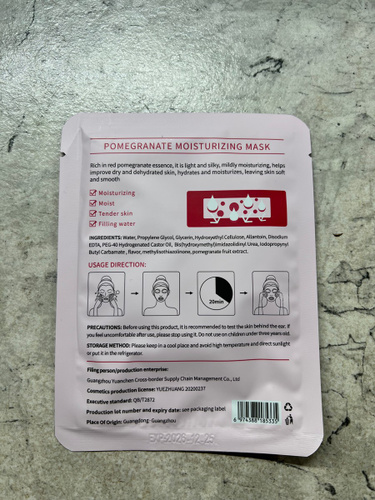 POMEGRANATE MOISTURIZING MASK
Rich in red pomegranate essence, it is light and silky, mildly moisturizing, helps
improve dry and dehydrated skin, hydrates and moisturizes, leaving skin soft
and smooth
Moisturizing
Moist
Tender skin
Filling water
INGREDIENTS: Water, Propylene Glycol, Glycerin, Hydroxyethyl Cellulose, Allantoin, Disodium
EDTA, PEG-40 Hydrogenated Castor Oil, Bis(hydroxymethyl)imidazolidinyl Urea, Iodopropynyl
Butyl Carbamate , flavor, methylisothiazolinone, pomegranate fruit extract.
USAGE DIRECTION:
20min
PRECAUTIONS: Before using this product, it is recommended to test the skin behind the ear. If
you feel uncomfortable after use, please stop using it. Do not use on children under three years old.
STORAGE METHOD: Please keep in a cool place and avoid high temperature and direct sunlight
or put it in the refrigerator.
Filing person/production enterprise:
Guangzhou Yuanchen Cross-border Supply Chain Management Co., Ltd
Cosmetics production license: YUEZHUANG 20200237
Executive standard: QB/T2872
Production lot number and expiry date: see packaging label
Place Of Origin: Guangdong·Guangzhou
6 974388 185335